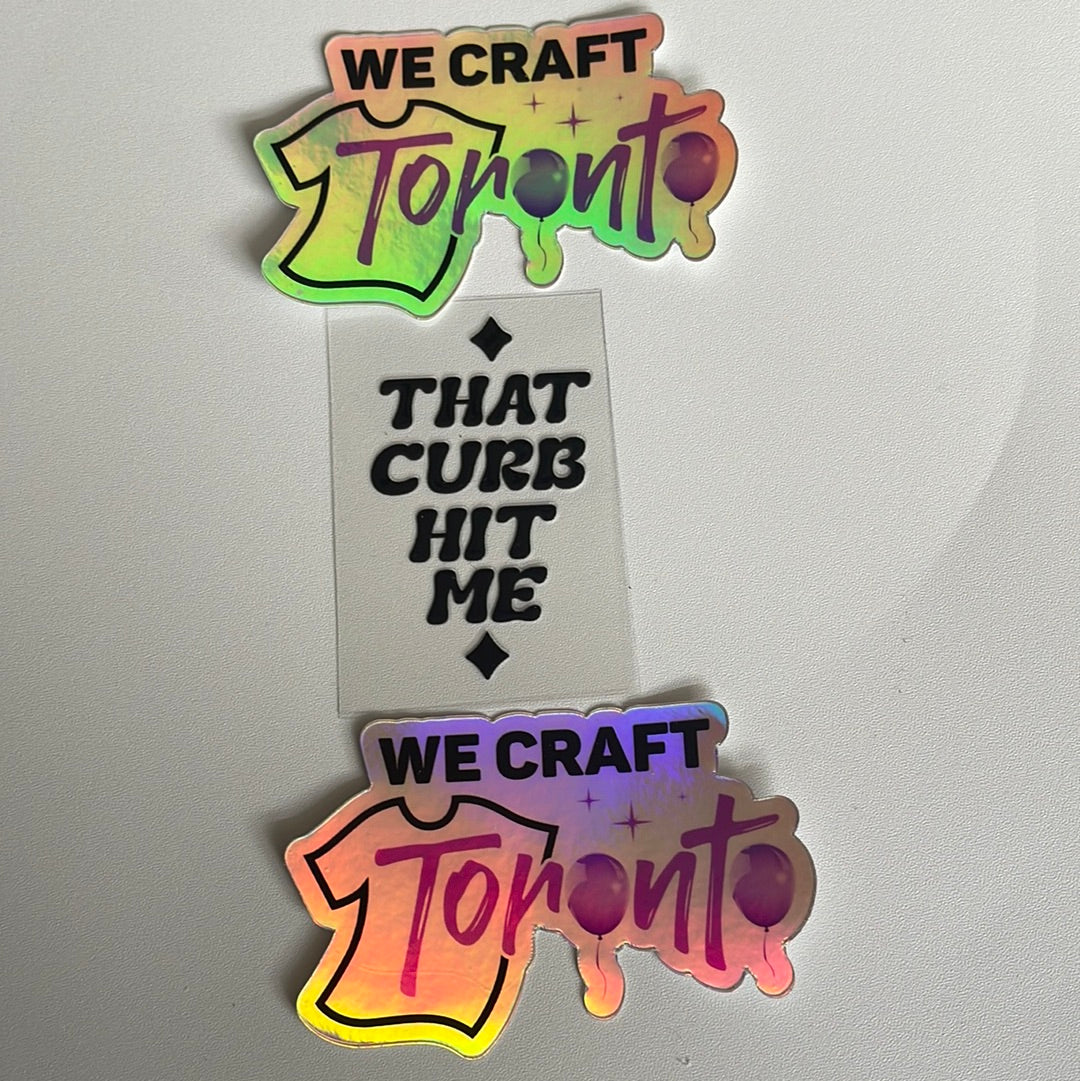 WE CRAFT
Toronto
THAT
CURB
HIT
ME
WE CRAFT
Toronto